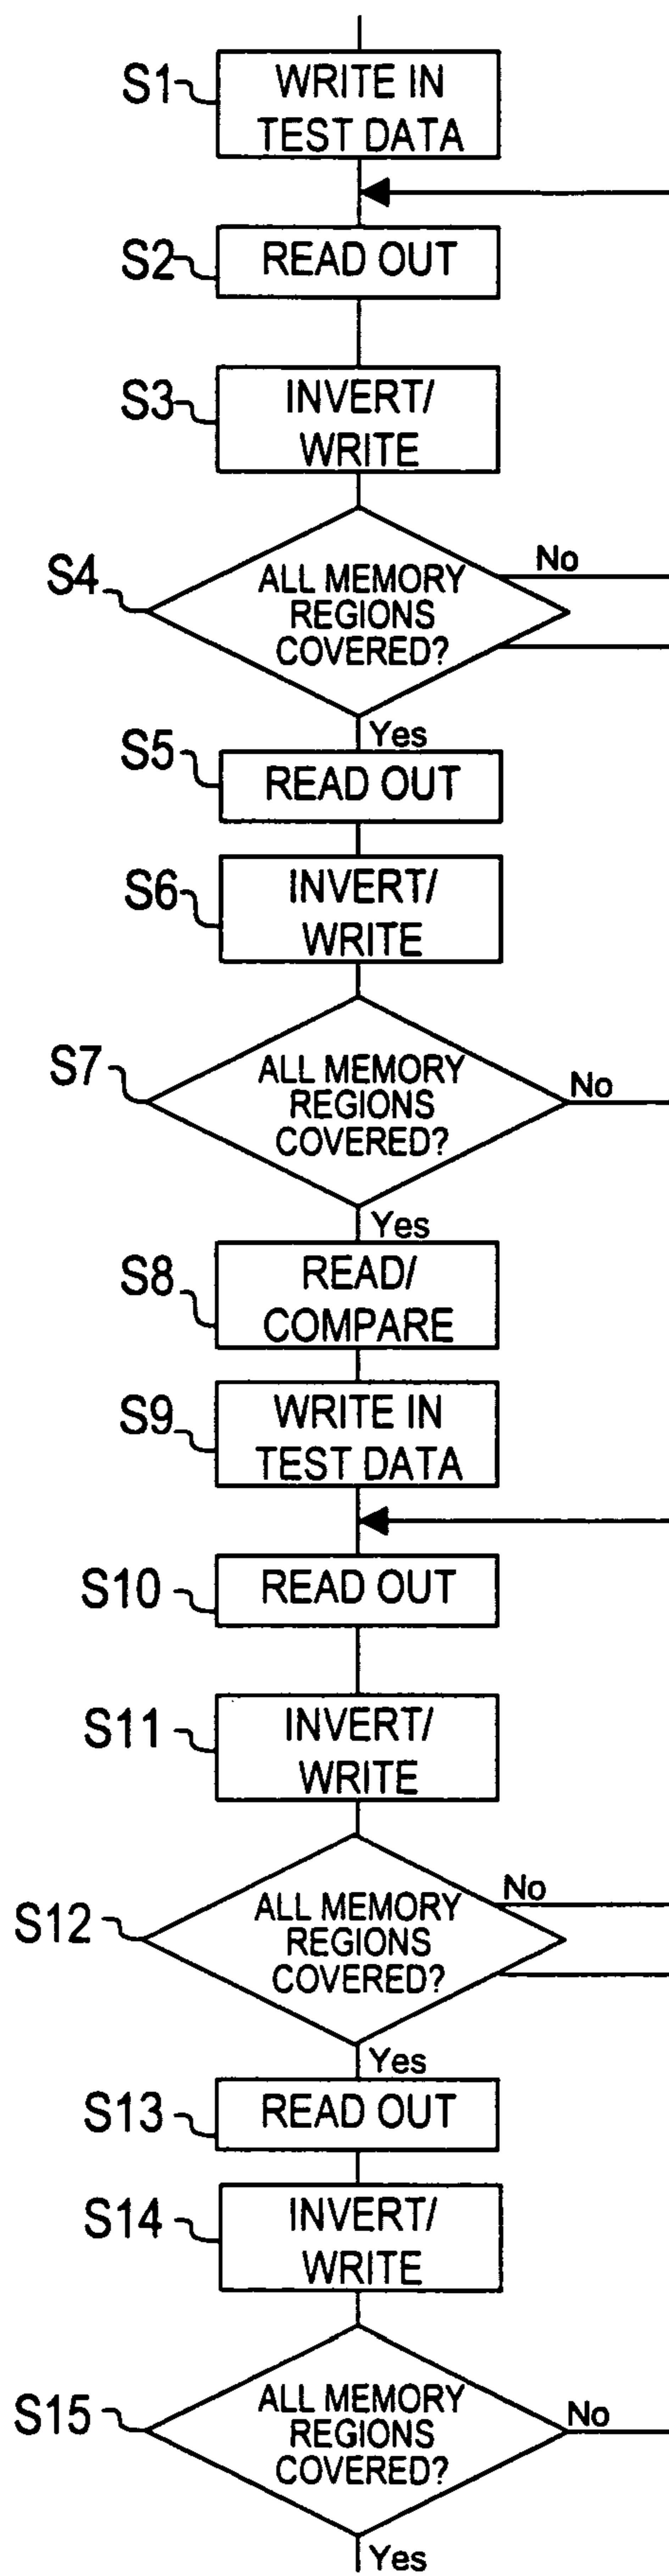 S1
WRITE IN
TEST DATA
S2
READ OUT
S3
INVERT/
WRITE
S4
ALL MEMORY
REGIONS
COVERED?
No
Yes
S5
READ OUT
S6
INVERT/
WRITE
S7
ALL MEMORY
REGIONS
COVERED?
No
Yes
S8
READ/
COMPARE
S9
WRITE IN
TEST DATA
S10
READ OUT
S11
INVERT/
WRITE
S12
ALL MEMORY
REGIONS
COVERED?
No
Yes
S13
READ OUT
S14
INVERT/
WRITE
S15
ALL MEMORY
REGIONS
COVERED?
No
Yes